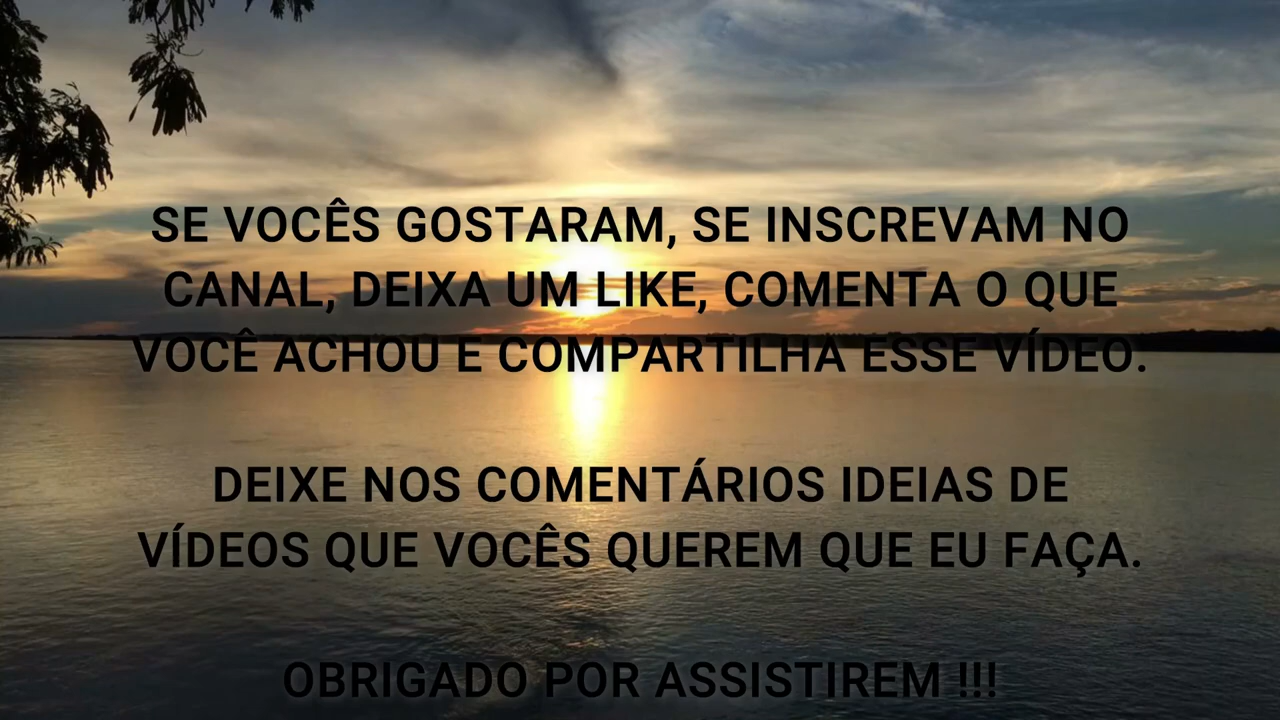 SE VOCÊS GOSTARAM, SE INSCREVAM NO
CANAL, DEIXA UM LIKE, COMENTA O QUE
VOCÊ ACHOU E COMPARTILHA ESSE VÍDEO.
DEIXE NOS COMENTÁRIOS IDEIAS DE
VÍDEOS QUE VOCÊS QUEREM QUE EU FAÇA.
OBRIGADO POR ASSISTIREM !!!